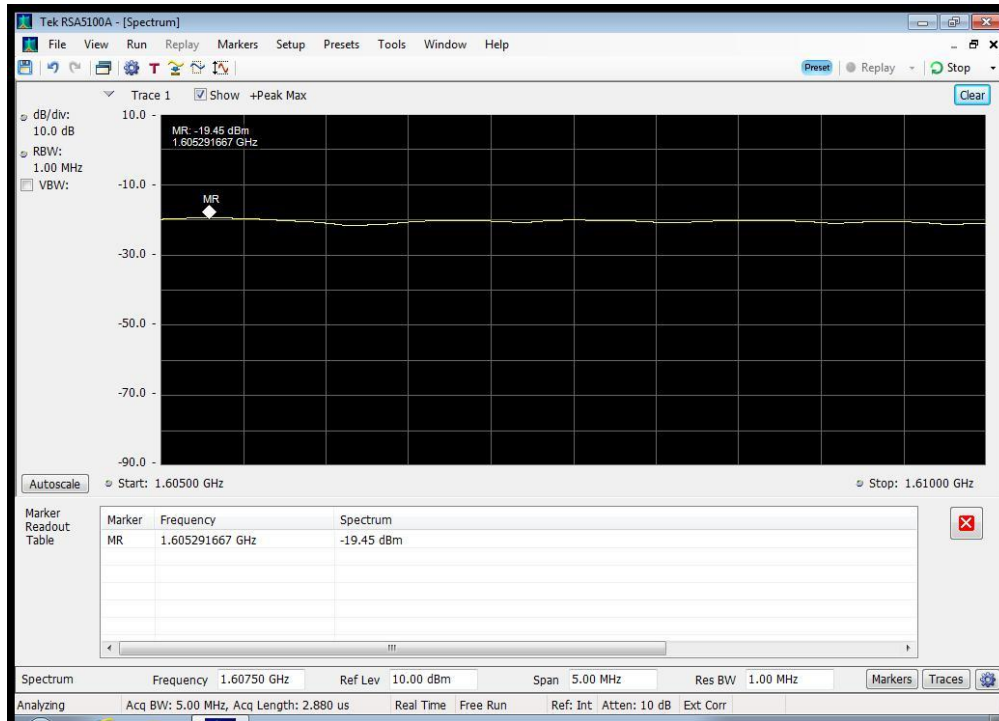 Tek RSA5100A - [Spectrum]
File View Run Replay Markers Setup Presets Tools Window Help
T Preset Replay Stop
Trace 1 Show +Peak Max Clear
dB/div:
10.0 dB
RBW:
1.00 MHz
VBW:
10.0
-10.0
-30.0
-50.0
-70.0
-90.0
MR: -19.45 dBm
1.605291667 GHz
MR
Autoscale Start: 1.60500 GHz Stop: 1.61000 GHz
Marker
Readout
Table
Marker Frequency Spectrum
MR 1.605291667 GHz -19.45 dBm
Spectrum Frequency 1.60750 GHz Ref Lev 10.00 dBm Span 5.00 MHz Res BW 1.00 MHz Markers Traces
Analyzing Acq BW: 5.00 MHz, Acq Length: 2.880 us Real Time Free Run Ref: Int Atten: 10 dB Ext Corr